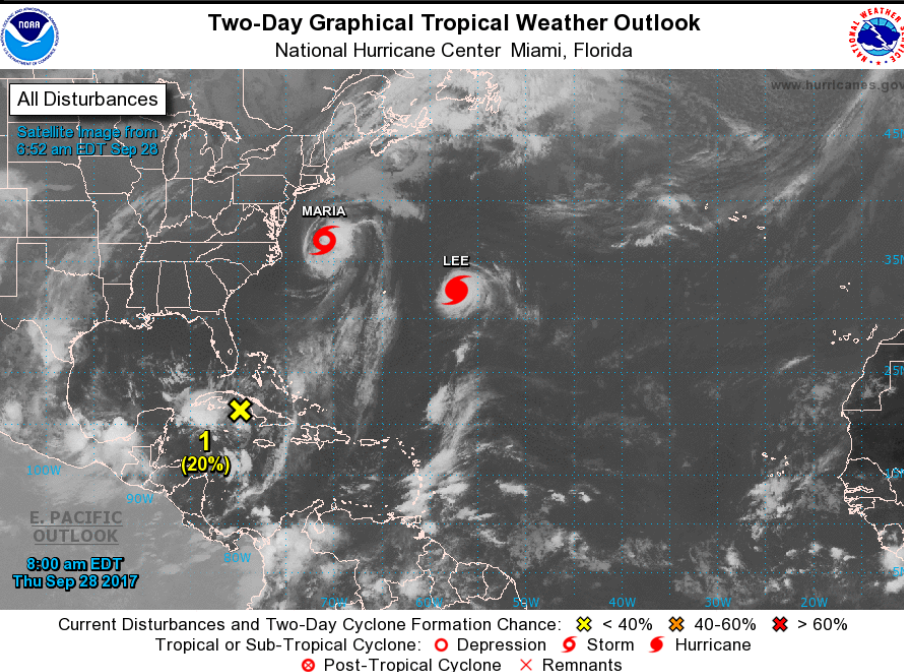 Two-Day Graphical Tropical Weather Outlook
National Hurricane Center Miami, Florida
NOAA
www.hurricanes.gov
All Disturbances
Satellite Image from
6:52 am EDT Sep 28
45N
MARIA
LEE
35N
25N
1
(20%)
100W
90W
E. PACIFIC
OUTLOOK
80W
8:00 am EDT
Thu Sep 28 2017
70W
60W
50W
40W
30W
20W
5N
Current Disturbances and Two-Day Cyclone Formation Chance: < 40% 40-60% > 60%
Tropical or Sub-Tropical Cyclone: Depression Storm Hurricane
Post-Tropical Cyclone Remnants